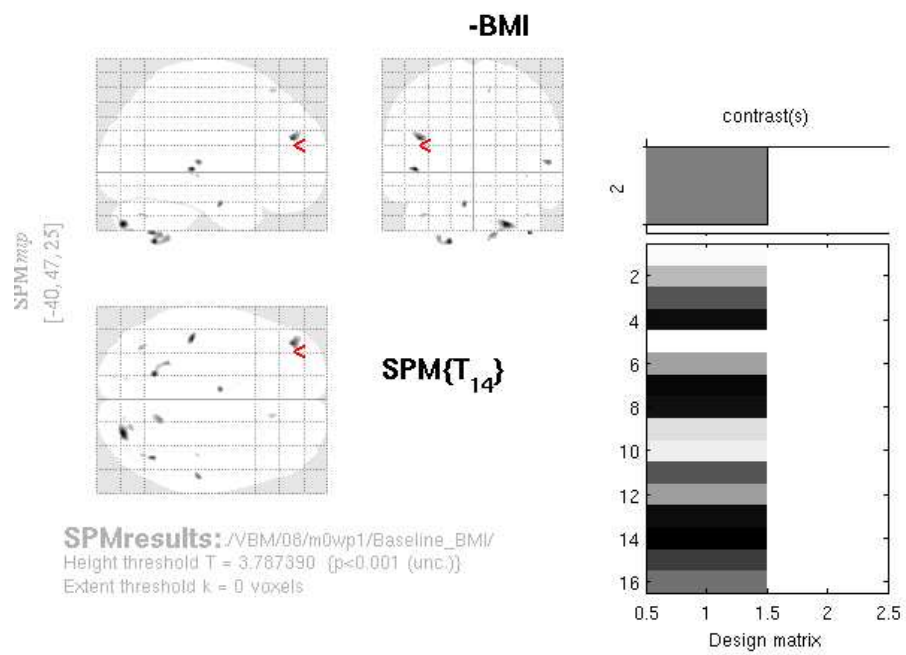 -BMI
SPMmip
[-40, 47, 25]
<
<
<
SPM{T14}
SPMresults: ./VBM/08/m0wp1/Baseline_BMI/
Height threshold T = 3.787390 {p<0.001 (unc.)}
Extent threshold k = 0 voxels
contrast(s)
2
2
4
6
8
10
12
14
16
0.5 1 1.5 2 2.5
Design matrix